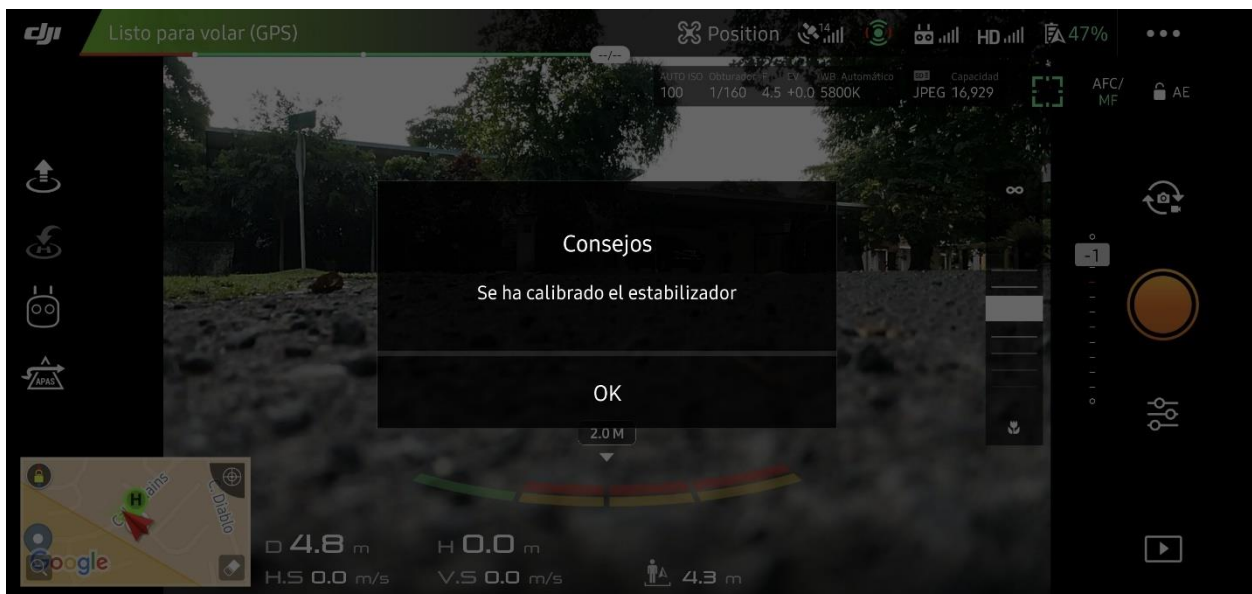 dji
Listo para volar (GPS)
Position
14
HD
47%
--/--
AUTO ISO Obturador F EV WB. Automático Capacidad
100 1/160 4.5 +0.0 5800K JPEG 16,929
AFC/
MF
AE
∞
H
-1
Consejos
Se ha calibrado el estabilizador
OK
APAS
2.0 M
H
C. Diablo
Google
D 4.8 m
H 0.0 m
H.S 0.0 m/s
V.S 0.0 m/s
4.3 m